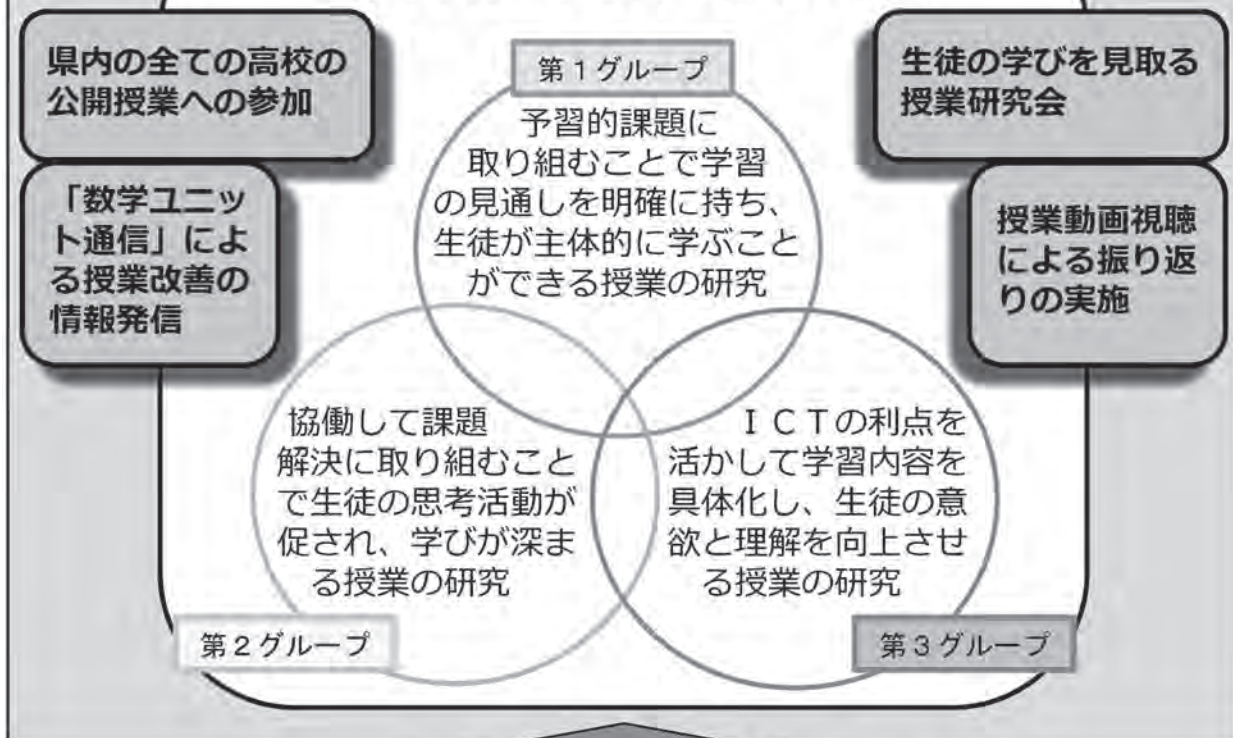 県内の全ての高校の
公開授業への参加
「数学ユニッ
ト通信」によ
る授業改善の
情報発信
生徒の学びを見取る
授業研究会
授業動画視聴
による振り返
りの実施
第1グループ
予習的課題に
取り組むことで学習
の見通しを明確に持ち、
生徒が主体的に学ぶこと
ができる授業の研究
協働して課題
解決に取り組むこと
で生徒の思考活動が
促され、学びが深ま
る授業の研究
第2グループ
ICTの利点を
活かして学習内容を
具体化し、生徒の意
欲と理解を向上させ
る授業の研究
第3グループ